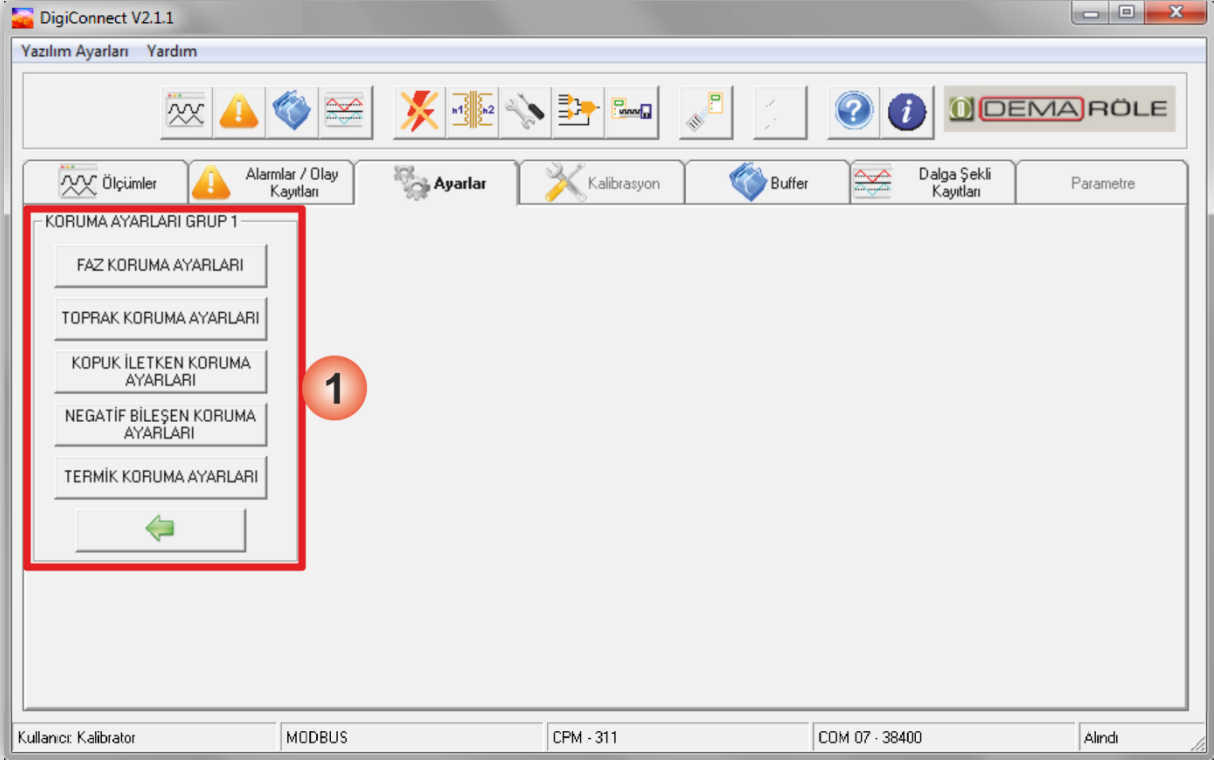 DigiConnect V2.1.1
Yazılım Ayarları Yardım
h1 h2
DEMA RÖLE
Ölçümler
Alarmlar / Olay
Kayıtları
Ayarlar
Kalibrasyon
Buffer
Dalga Şekli
Kayıtları
Parametre
KORUMA AYARLARI GRUP 1
FAZ KORUMA AYARLARI
TOPRAK KORUMA AYARLARI
KOPUK İLETKEN KORUMA
AYARLARI
NEGATİF BİLEŞEN KORUMA
AYARLARI
TERMİK KORUMA AYARLARI
1
Kullanıcı: Kalibrator
MODBUS
CPM - 311
COM 07 - 38400
Alındı